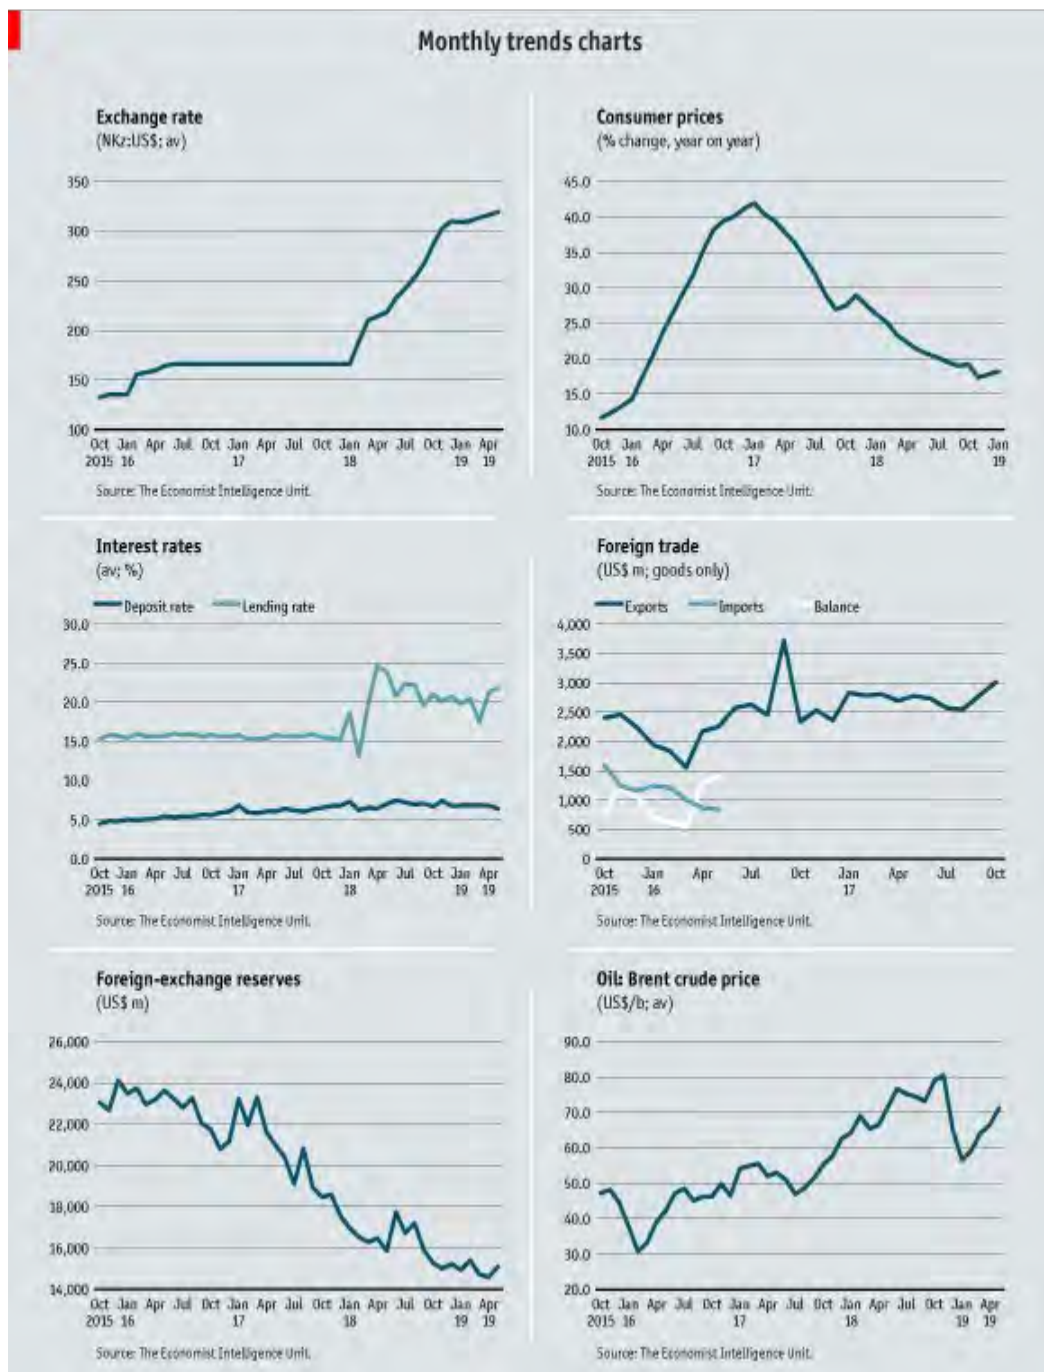 Monthly trends charts
Exchange rate
(NKz:US$; av)
350
300
250
200
150
100
Oct Jan Apr Jul Oct Jan Apr Jul Oct Jan Apr Jul Oct Jan Apr
2015 16 17 18 19 19
Source: The Economist Intelligence Unit.
Consumer prices
(% change, year on year)
45.0
40.0
35.0
30.0
25.0
20.0
15.0
10.0
Oct Jan Apr Jul Oct Jan Apr Jul Oct Jan Apr Jul Oct Jan
2015 16 17 18 19
Source: The Economist Intelligence Unit.
Interest rates
(av; %)
Deposit rate Lending rate
30.0
25.0
20.0
15.0
10.0
5.0
0.0
Oct Jan Apr Jul Oct Jan Apr Jul Oct Jan Apr Jul Oct Jan Apr
2015 16 17 18 19 19
Source: The Economist Intelligence Unit.
Foreign trade
(US$ m; goods only)
Exports Imports Balance
4,000
3,500
3,000
2,500
2,000
1,500
1,000
500
0
Oct Jan Apr Jul Oct Jan Apr Jul Oct
2015 16 17
Source: The Economist Intelligence Unit.
Foreign-exchange reserves
(US$ m)
26,000
24,000
22,000
20,000
18,000
16,000
14,000
Oct Jan Apr Jul Oct Jan Apr Jul Oct Jan Apr Jul Oct Jan Apr
2015 16 17 18 19 19
Source: The Economist Intelligence Unit.
Oil: Brent crude price
(US$/b; av)
90.0
80.0
70.0
60.0
50.0
40.0
30.0
20.0
Oct Jan Apr Jul Oct Jan Apr Jul Oct Jan Apr Jul Oct Jan Apr
2015 16 17 18 19 19
Source: The Economist Intelligence Unit.